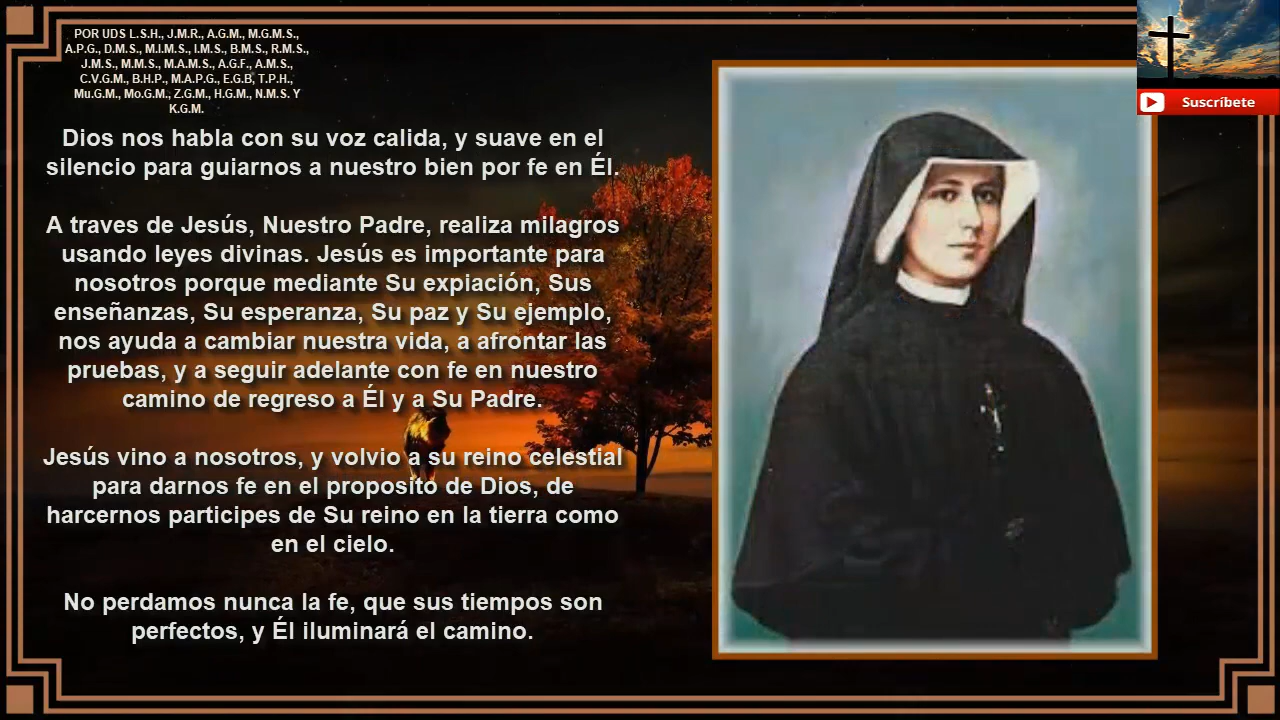 POR UDS L.S.H., J.M.R., A.G.M., M.G.M.S.,
A.P.G., D.M.S., M.I.M.S., I.M.S., B.M.S., R.M.S.,
J.M.S., M.M.S., M.A.M.S., A.G.F., A.M.S.,
C.V.G.M., B.H.P., M.A.P.G., E.G.B, T.P.H.,
Mu.G.M., Mo.G.M., Z.G.M., H.G.M., N.M.S. Y
K.G.M.
Dios nos habla con su voz calida, y suave en el
silencio para guiarnos a nuestro bien por fe en Él.
A traves de Jesús, Nuestro Padre, realiza milagros
usando leyes divinas. Jesús es importante para
nosotros porque mediante Su expiación, Sus
enseñanzas, Su esperanza, Su paz y Su ejemplo,
nos ayuda a cambiar nuestra vida, a afrontar las
pruebas, y a seguir adelante con fe en nuestro
camino de regreso a Él y a Su Padre.
Jesús vino a nosotros, y volvio a su reino celestial
para darnos fe en el proposito de Dios, de
harcernos participes de Su reino en la tierra como
en el cielo.
No perdamos nunca la fe, que sus tiempos son
perfectos, y Él iluminará el camino.
Suscríbete